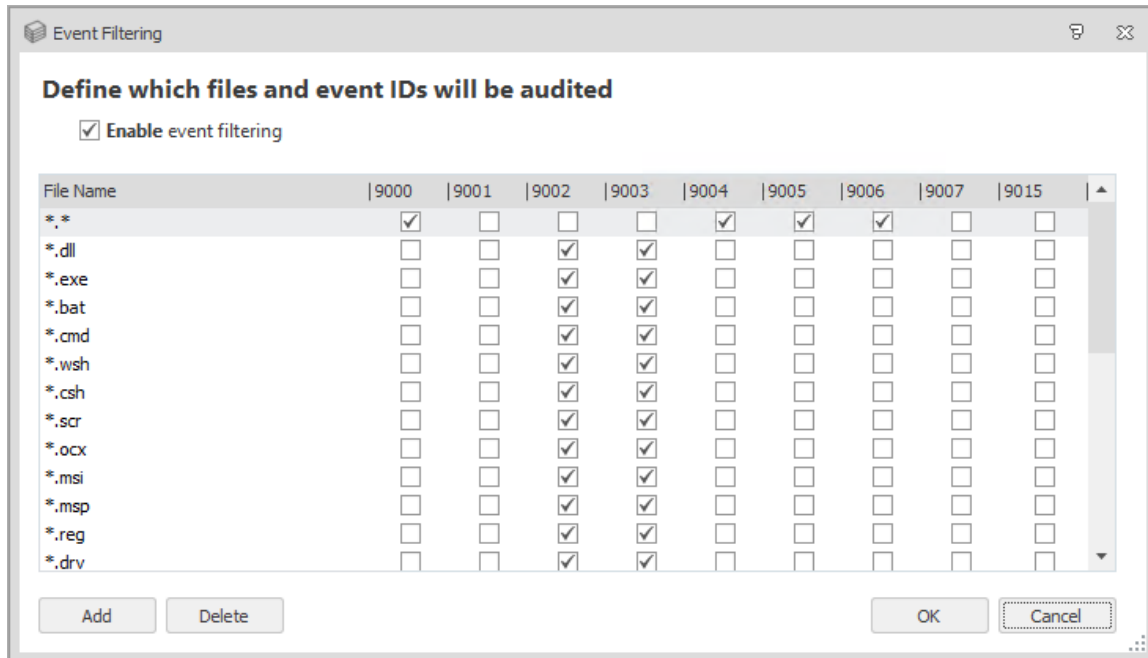 Event Filtering
Define which files and event IDs will be audited
Enable event filtering
File Name |9000 |9001 |9002 |9003 |9004 |9005 |9006 |9007 |9015 |
*.*
*.dll
*.exe
*.bat
*.cmd
*.wsh
*.csh
*.scr
*.ocx
*.msi
*.msp
*.reg
*.drv
Add Delete OK Cancel